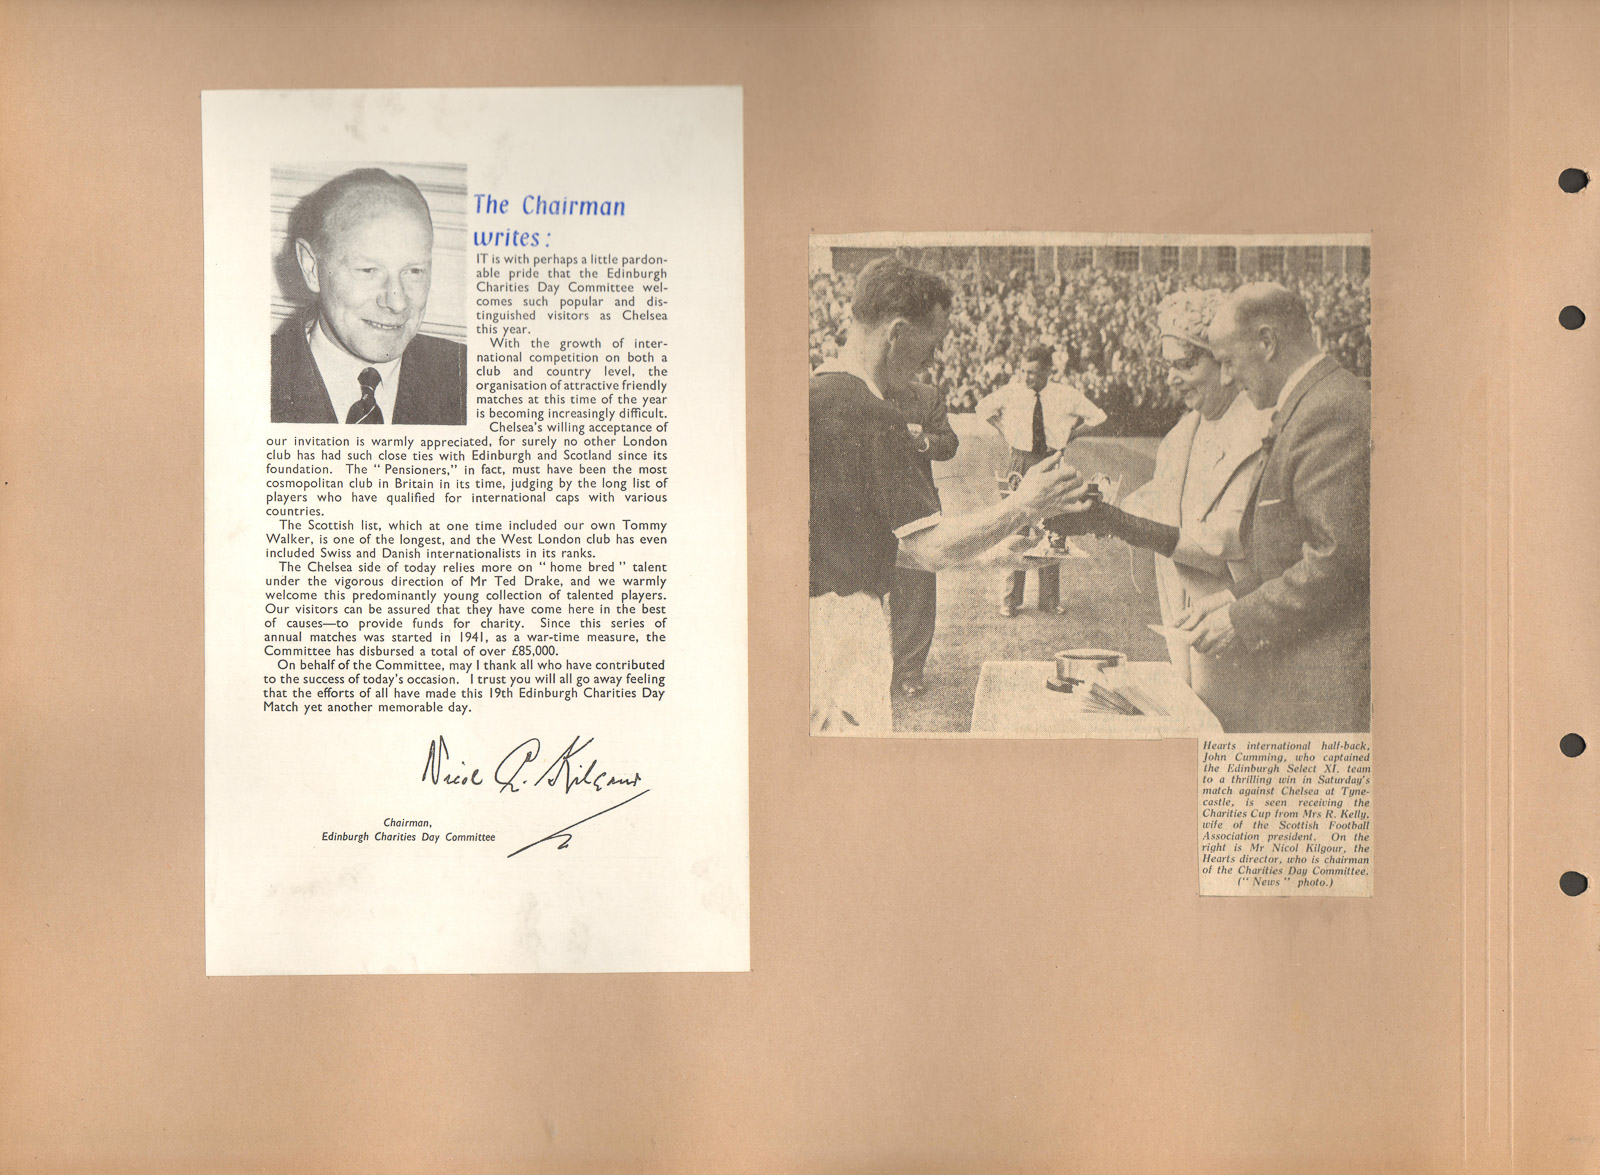 The Chairman
writes:
IT is with perhaps a little pardon-
able pride that the Edinburgh
Charities Day Committee wel-
comes such popular and dis-
tinguished visitors as Chelsea
this year.
With the growth of inter-
national competition on both a
club and country level, the
organisation of attractive friendly
matches at this time of the year
is becoming increasingly difficult.
Chelsea's willing acceptance of
our invitation is warmly appreciated, for surely no other London
club has had such close ties with Edinburgh and Scotland since its
foundation. The "Pensioners," in fact, must have been the most
cosmopolitan club in Britain in its time, judging by the long list of
players who have qualified for international caps with various
countries.
The Scottish list, which at one time included our own Tommy
Walker, is one of the longest, and the West London club has even
included Swiss and Danish internationalists in its ranks.
The Chelsea side of today relies more on "home bred" talent
under the vigorous direction of Mr Ted Drake, and we warmly
welcome this predominantly young collection of talented players.
Our visitors can be assured that they have come here in the best
of causes—to provide funds for charity. Since this series of
annual matches was started in 1941, as a war-time measure, the
Committee has disbursed a total of over £85,000.
On behalf of the Committee, may I thank all who have contributed
to the success of today's occasion. I trust you will all go away feeling
that the efforts of all have made this 19th Edinburgh Charities Day
Match yet another memorable day.
Nicol P. Kilgour
Chairman,
Edinburgh Charities Day Committee
Hearts international half-back,
John Cumming, who captained
the Edinburgh Select XI. team
to a thrilling win in Saturday's
match against Chelsea at Tyne-
castle, is seen receiving the
Charities Cup from Mrs R. Kelly,
wife of the Scottish Football
Association president. On the
right is Mr Nicol Kilgour, the
Hearts director, who is chairman
of the Charities Day Committee.
("News" photo.)